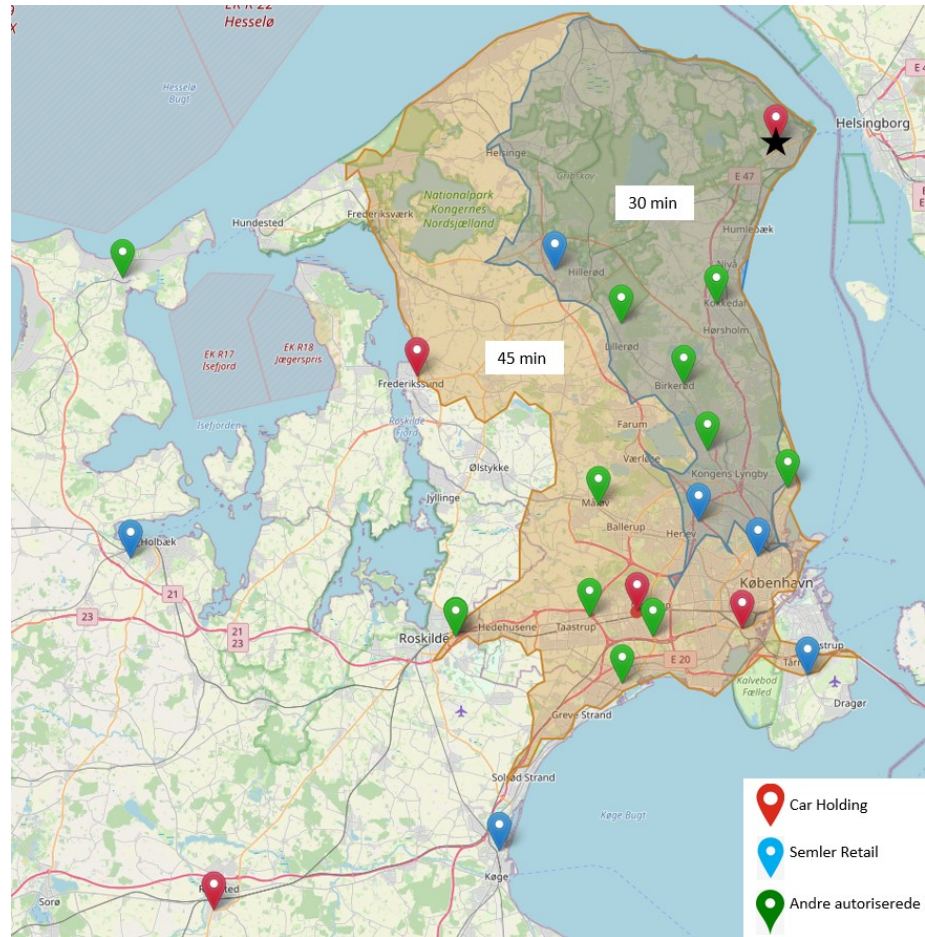 EK R 22
Hesselø
Hesselø
Bugt
Helsingborg
Helsinge
Gribskov
E 47
30 min
Nationalpark
Kongernes
Nordsjælland
Hundested
Frederiksværk
Humlebæk
Nivå
Hillerød
Kokkedal
Hørsholm
EK R17
Isefjord
EK R18
Jægerspris
Lillerød
45 min
Frederikssund
Birkerød
Isefjorden
Roskilde
Fjord
Farum
Værløse
Ølstykke
Kongens Lyngby
Jyllinge
Måløv
Ballerup
Herlev
Holbæk
København
21
23
21
23
Roskilde
Hedehusene
Taastrup
E 20
Kalvebod
Fælled
Dragør
Greve Strand
Solrød Strand
Køge Bugt
Car Holding
Semler Retail
Køge
Sorø
Andre autoriserede